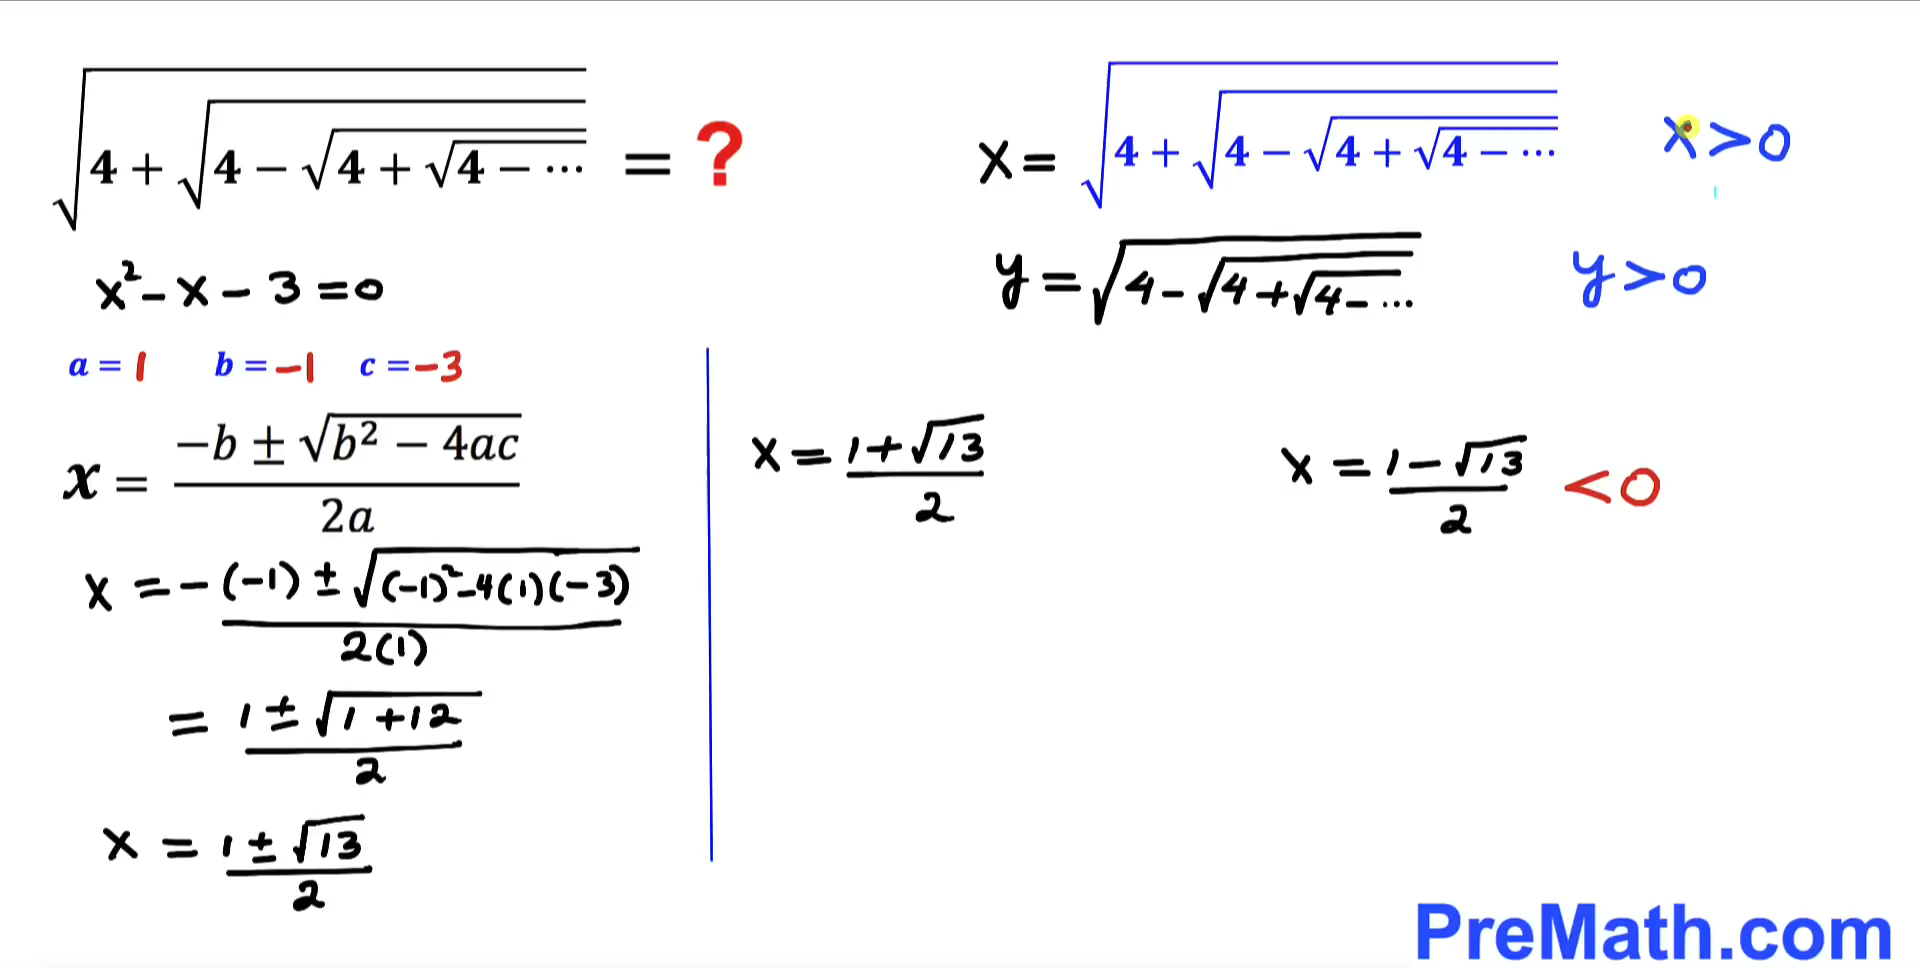 √(4 + √(4 − √(4 + √(4 − ⋯)))) = ?
x² - x - 3 = 0
a = 1 b = -1 c = -3
x = (−b ± √(b² − 4ac)) / 2a
x = (-(-1) ± √((-1)² - 4(1)(-3))) / 2(1)
= (1 ± √(1 + 12)) / 2
x = (1 ± √13) / 2
x = √(4 + √(4 − √(4 + √(4 − ⋯)))) x > 0
y = √(4 - √(4 + √(4 - ...))) y > 0
x = (1 + √13) / 2
x = (1 - √13) / 2 < 0
PreMath.com